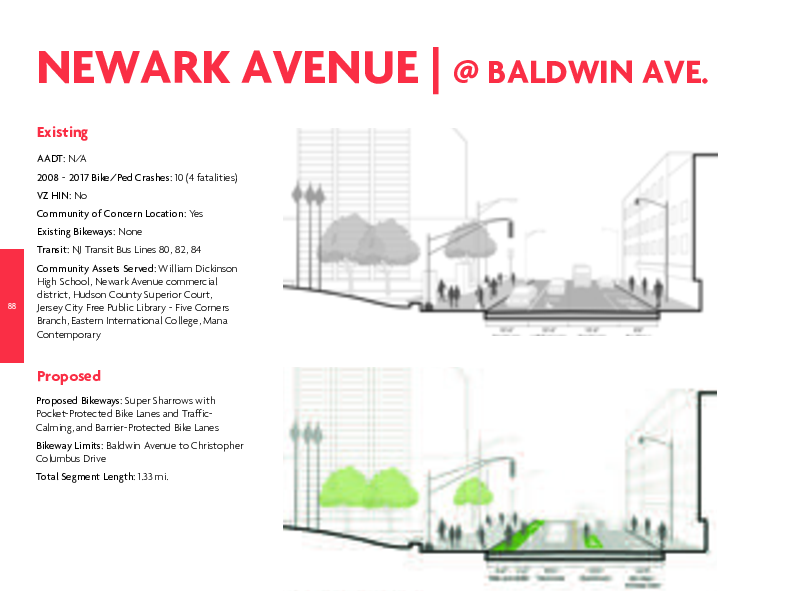 NEWARK AVENUE | @ BALDWIN AVE.
Existing
AADT: N/A
2008 - 2017 Bike/Ped Crashes: 10 (4 fatalities)
VZ HIN: No
Community of Concern Location: Yes
Existing Bikeways: None
Transit: NJ Transit Bus Lines 80, 82, 84
Community Assets Served: William Dickinson
High School, Newark Avenue commercial
district, Hudson County Superior Court,
Jersey City Free Public Library - Five Corners
Branch, Eastern International College, Mana
Contemporary
88
Proposed
Proposed Bikeways: Super Sharrows with
Pocket-Protected Bike Lanes and Traffic-
Calming, and Barrier-Protected Bike Lanes
Bikeway Limits: Baldwin Avenue to Christopher
Columbus Drive
Total Segment Length: 1.33 mi.